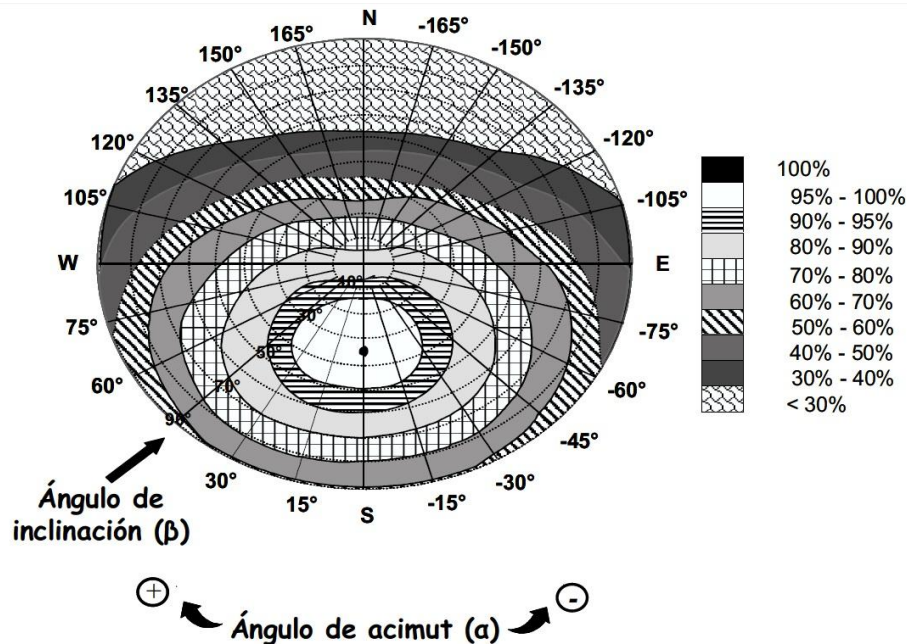 N
165°
-165°
150°
-150°
135°
-135°
120°
-120°
105°
-105°
W
E
75°
-75°
60°
-60°
-45°
30°
-30°
15°
-15°
S
10°
30°
50°
70°
90°
100%
95% - 100%
90% - 95%
80% - 90%
70% - 80%
60% - 70%
50% - 60%
40% - 50%
30% - 40%
< 30%
Ángulo de
inclinación (β)
+
-
Ángulo de acimut (α)